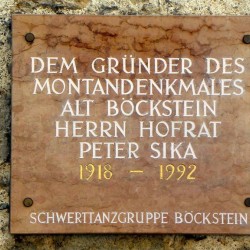 DEM GRÜNDER DES
MONTANDENKMALES
ALT BÖCKSTEIN
HERRN HOFRAT
PETER SIKA
1918 – 1992
SCHWERTTANZGRUPPE BÖCKSTEIN